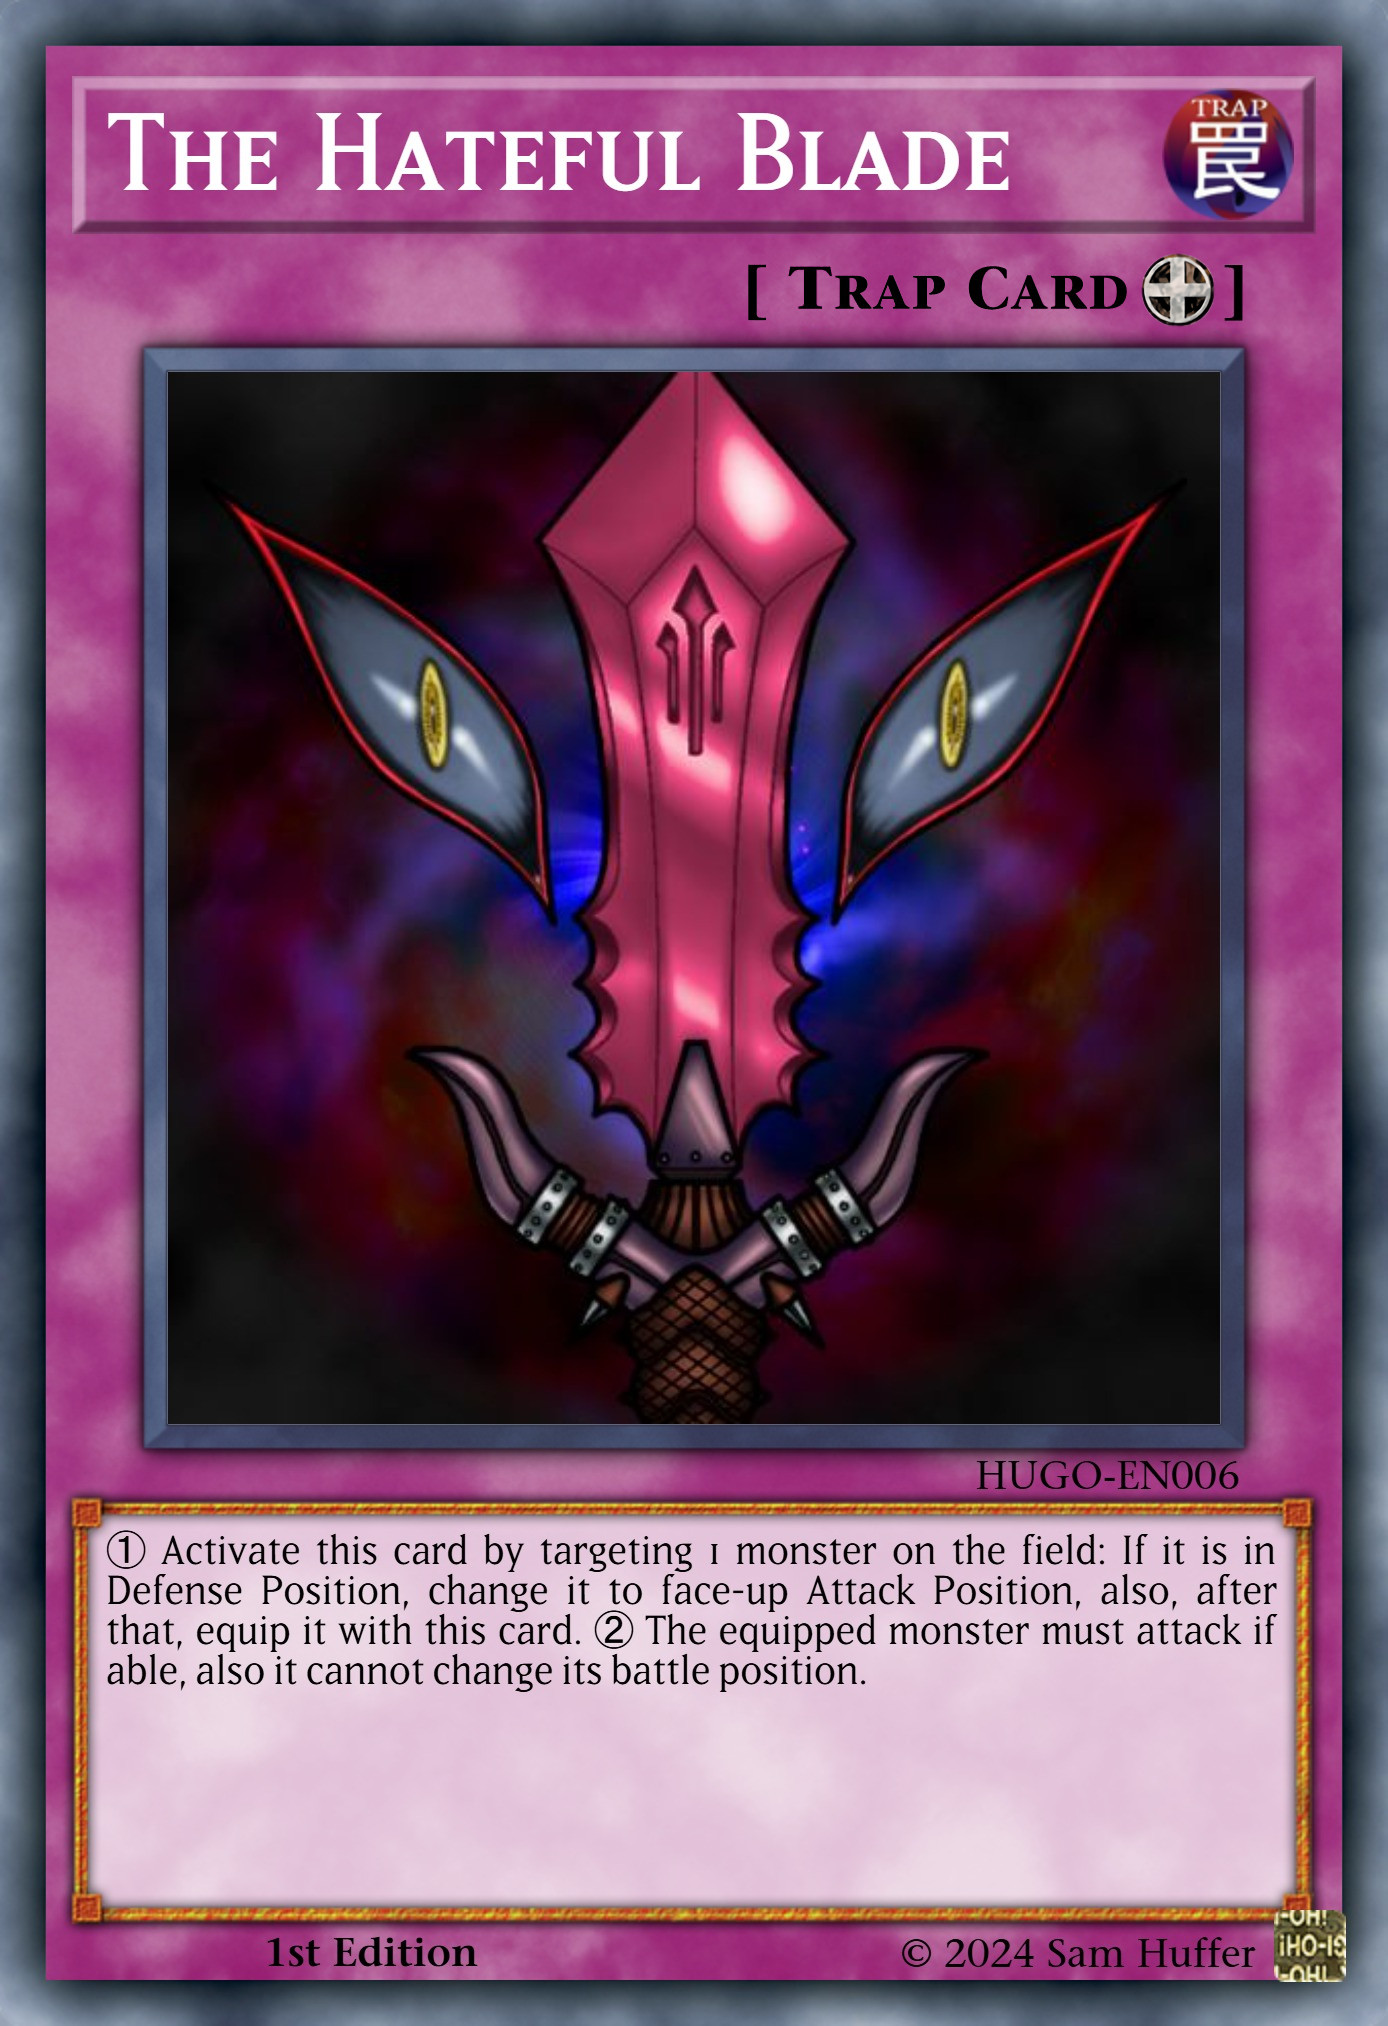 The Hateful Blade
TRAP
罠
[ Trap Card ]
HUGO-EN006
① Activate this card by targeting 1 monster on the field: If it is in
Defense Position, change it to face-up Attack Position, also, after
that, equip it with this card. ② The equipped monster must attack if
able, also it cannot change its battle position.
1st Edition
© 2024 Sam Huffer